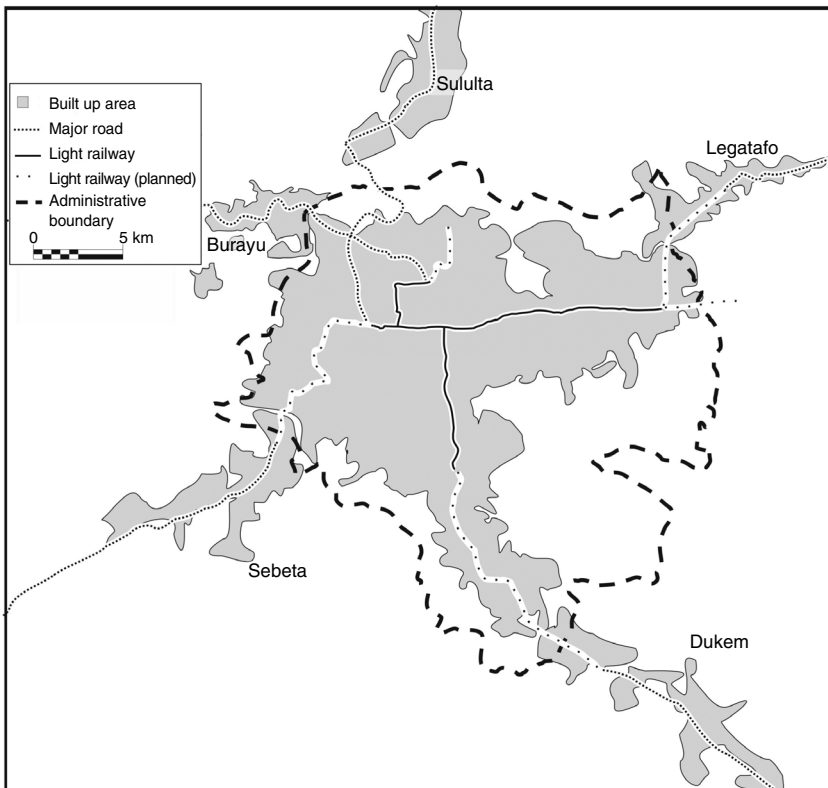 Sululta
Built up area
Major road
Light railway
Light railway (planned)
Administrative
boundary
0 5 km
Legatafo
Burayu
Sebeta
Dukem